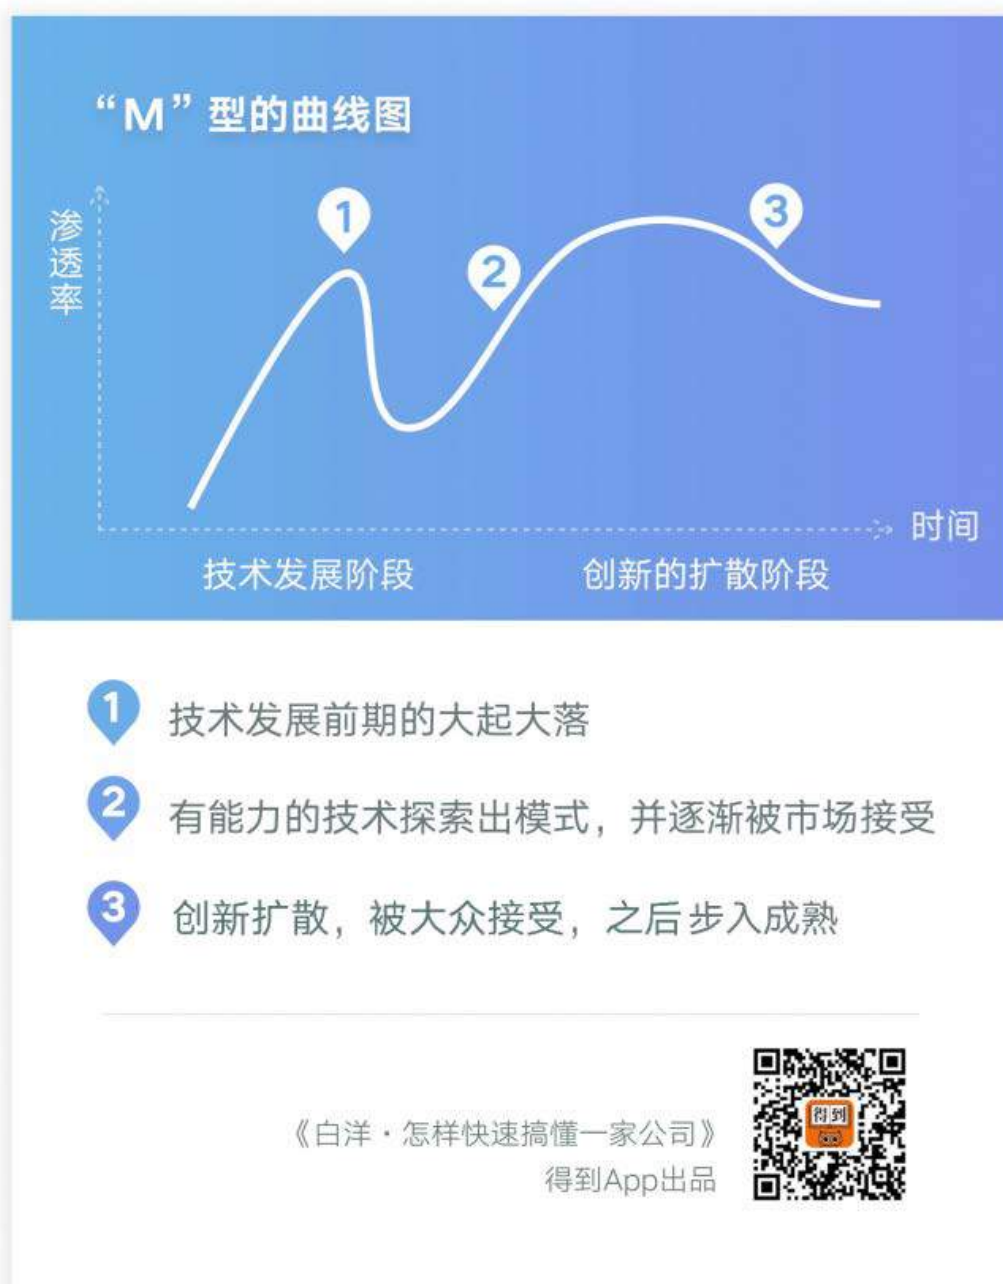 “M”型的曲线图
渗透率
1
2
3
时间
技术发展阶段
创新的扩散阶段
1 技术发展前期的大起大落
2 有能力的技术探索出模式，并逐渐被市场接受
3 创新扩散，被大众接受，之后步入成熟
《白洋·怎样快速搞懂一家公司》
得到App出品
得到